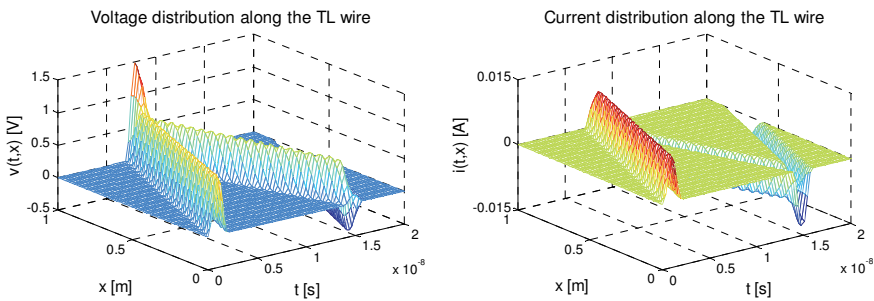 Voltage distribution along the TL wire
1.5
1
0.5
0
-0.5
v(t,x) [V]
1
0.5
0
x [m]
0
0.5
1
1.5
2
x 10⁻⁸
t [s]
Current distribution along the TL wire
0.015
0
-0.015
i(t,x) [A]
1
0.5
0
x [m]
0
0.5
1
1.5
2
x 10⁻⁸
t [s]